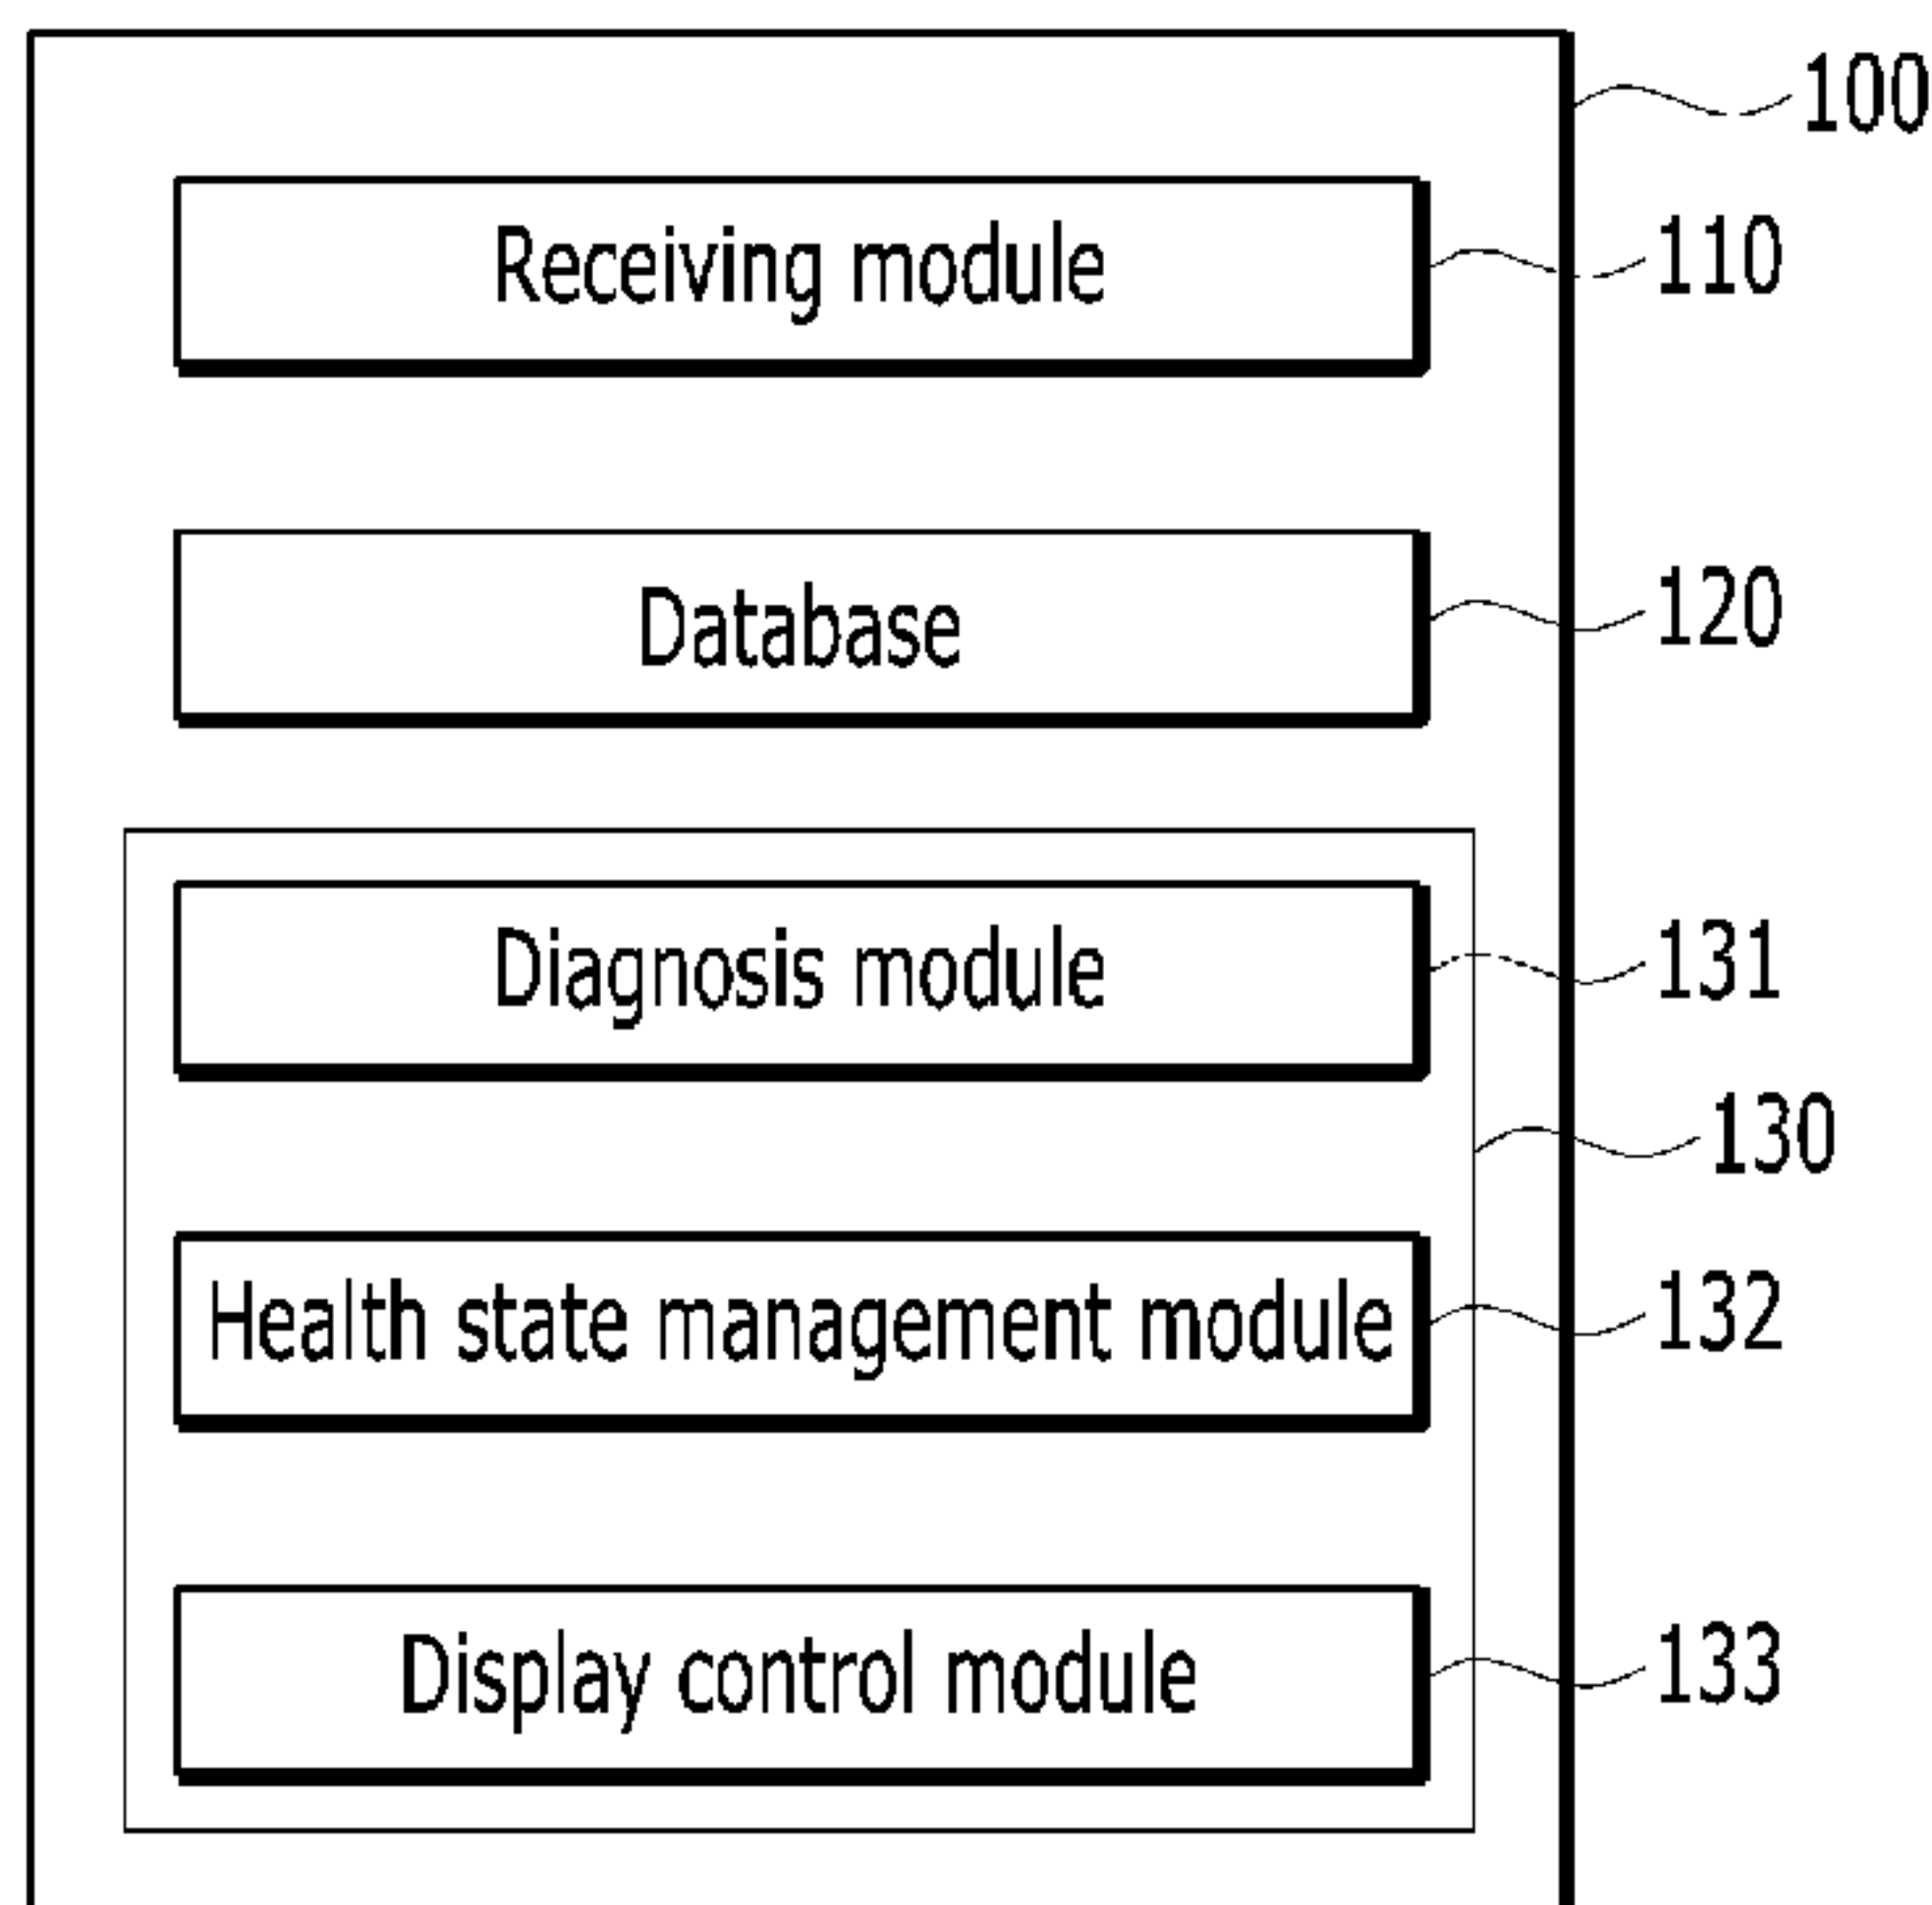 100
Receiving module 110
Database 120
Diagnosis module 131
130
Health state management module 132
Display control module 133